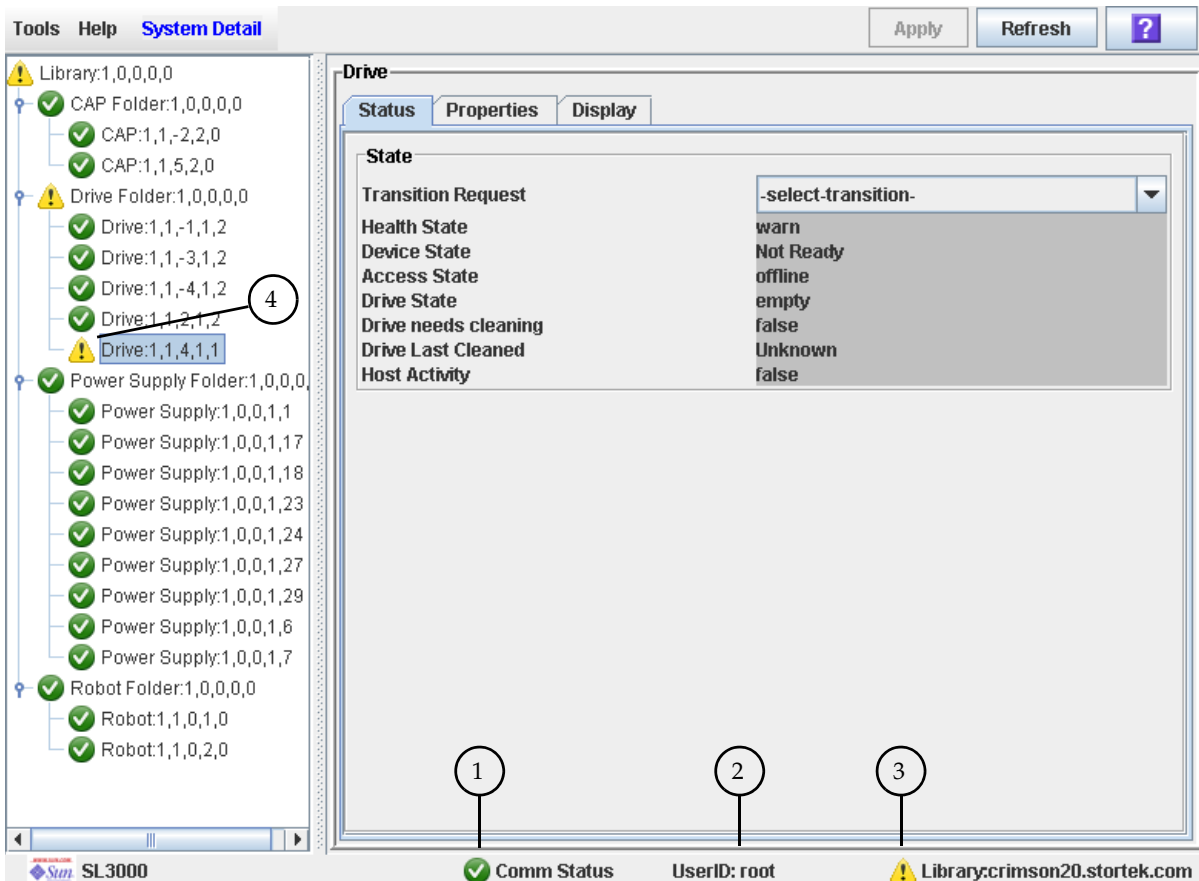 Tools Help System Detail
Apply Refresh ?
Library:1,0,0,0,0
CAP Folder:1,0,0,0,0
CAP:1,1,-2,2,0
CAP:1,1,5,2,0
Drive Folder:1,0,0,0,0
Drive:1,1,-1,1,2
Drive:1,1,-3,1,2
Drive:1,1,-4,1,2
Drive:1,1,2,1,2
Drive:1,1,4,1,1
4
Power Supply Folder:1,0,0,0,
Power Supply:1,0,0,1,1
Power Supply:1,0,0,1,17
Power Supply:1,0,0,1,18
Power Supply:1,0,0,1,23
Power Supply:1,0,0,1,24
Power Supply:1,0,0,1,27
Power Supply:1,0,0,1,29
Power Supply:1,0,0,1,6
Power Supply:1,0,0,1,7
Robot Folder:1,0,0,0,0
Robot:1,1,0,1,0
Robot:1,1,0,2,0
Drive
Status Properties Display
State
Transition Request -select-transition-
Health State warn
Device State Not Ready
Access State offline
Drive State empty
Drive needs cleaning false
Drive Last Cleaned Unknown
Host Activity false
1 2 3
Sun SL3000 Comm Status UserID: root Library:crimson20.stortek.com